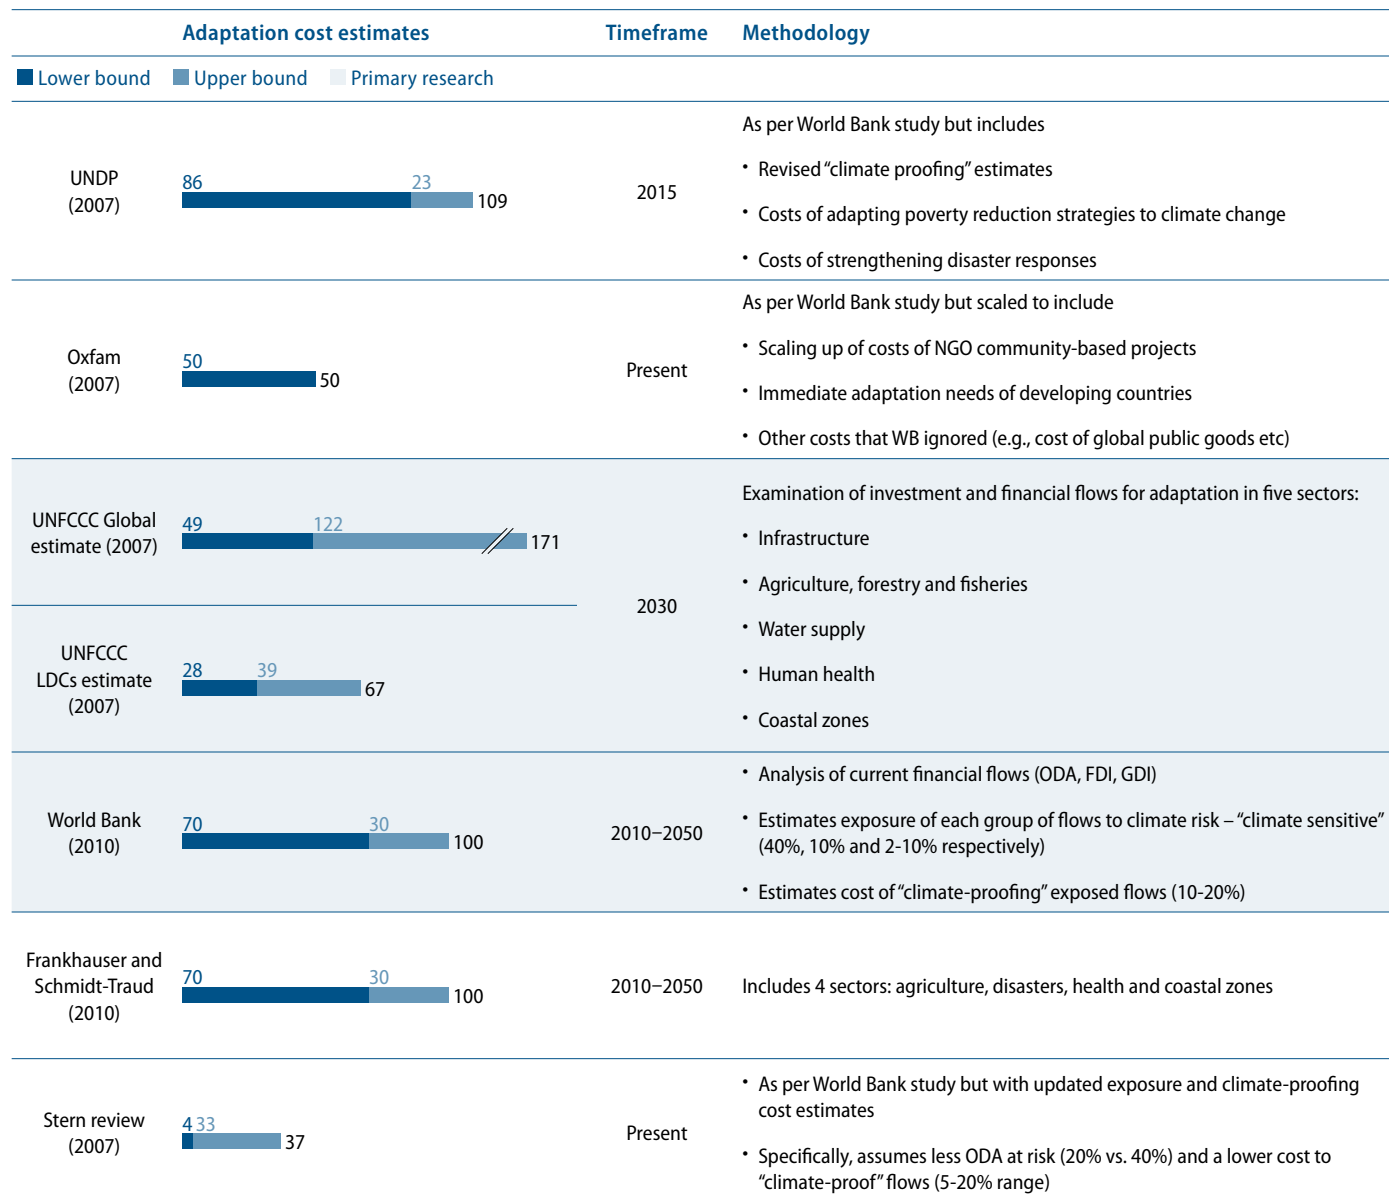 Adaptation cost estimates
Timeframe
Methodology
Lower bound
Upper bound
Primary research
UNDP
(2007)
86
23
109
2015
As per World Bank study but includes
• Revised “climate proofing” estimates
• Costs of adapting poverty reduction strategies to climate change
• Costs of strengthening disaster responses
Oxfam
(2007)
50
50
Present
As per World Bank study but scaled to include
• Scaling up of costs of NGO community-based projects
• Immediate adaptation needs of developing countries
• Other costs that WB ignored (e.g., cost of global public goods etc)
UNFCCC Global
estimate (2007)
49
122
171
UNFCCC
LDCs estimate
(2007)
28
39
67
2030
Examination of investment and financial flows for adaptation in five sectors:
• Infrastructure
• Agriculture, forestry and fisheries
• Water supply
• Human health
• Coastal zones
World Bank
(2010)
70
30
100
2010–2050
• Analysis of current financial flows (ODA, FDI, GDI)
• Estimates exposure of each group of flows to climate risk – “climate sensitive”
(40%, 10% and 2-10% respectively)
• Estimates cost of “climate-proofing” exposed flows (10-20%)
Frankhauser and
Schmidt-Traud
(2010)
70
30
100
2010–2050
Includes 4 sectors: agriculture, disasters, health and coastal zones
Stern review
(2007)
4
33
37
Present
• As per World Bank study but with updated exposure and climate-proofing
cost estimates
• Specifically, assumes less ODA at risk (20% vs. 40%) and a lower cost to
“climate-proof” flows (5-20% range)